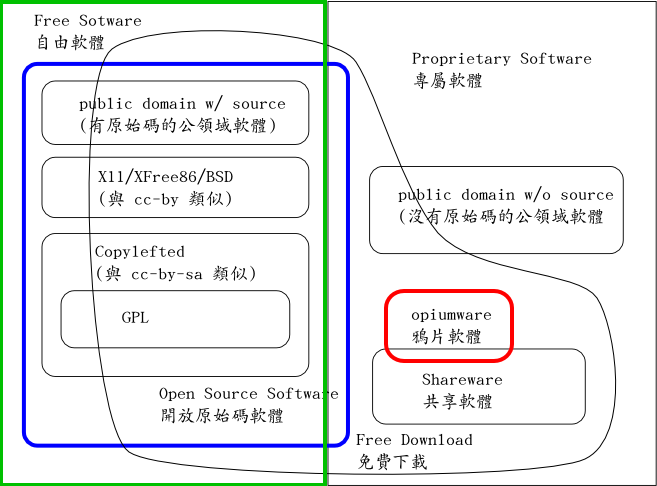 Free Sotware
自由軟體
Proprietary Software
專屬軟體
public domain w/ source
(有原始碼的公領域軟體)
X11/XFree86/BSD
(與 cc-by 類似)
public domain w/o source
(沒有原始碼的公領域軟體
Copylefted
(與 cc-by-sa 類似)
GPL
opiumware
鴉片軟體
Shareware
共享軟體
Open Source Software
開放原始碼軟體
Free Download
免費下載